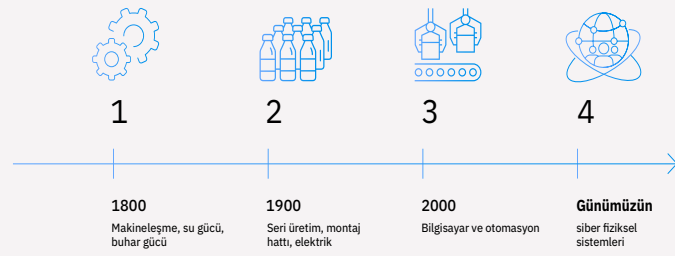 1
2
3
4
1800
Makineleşme, su gücü,
buhar gücü
1900
Seri üretim, montaj
hattı, elektrik
2000
Bilgisayar ve otomasyon
Günümüzün
siber fiziksel
sistemleri